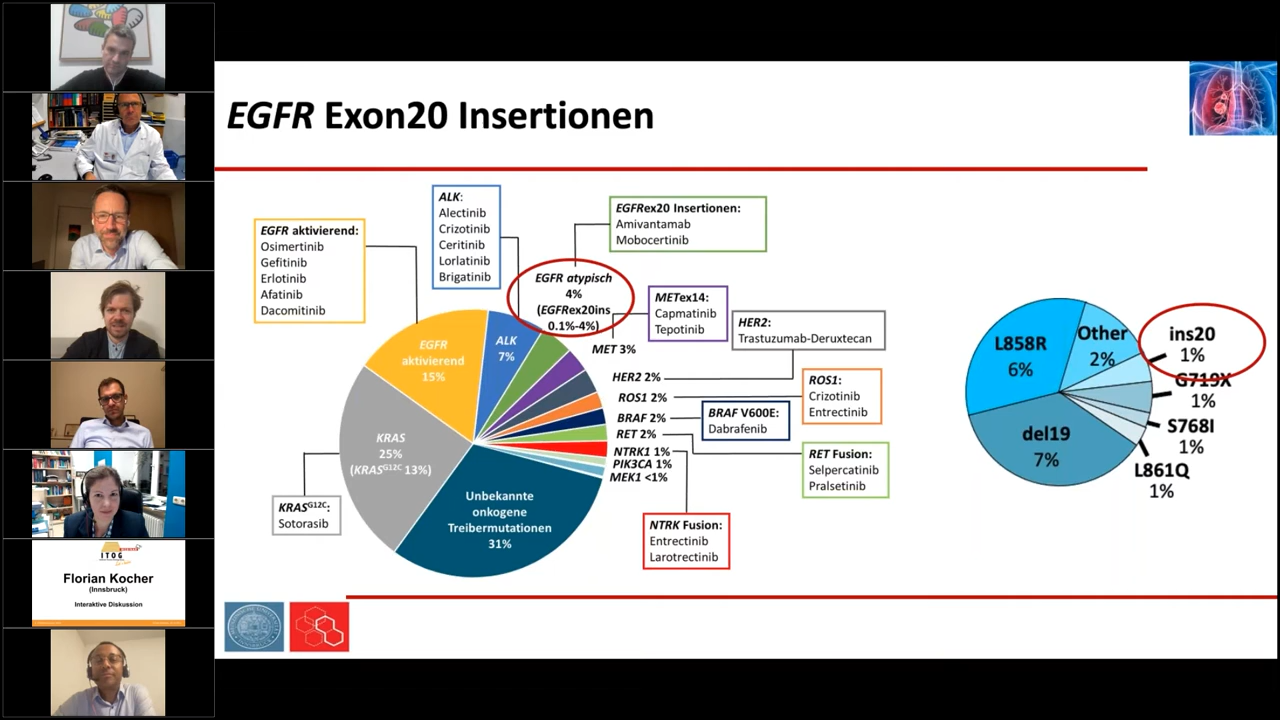 EGFR Exon20 Insertionen
EGFR aktivierend:
Osimertinib
Gefitinib
Erlotinib
Afatinib
Dacomitinib
ALK:
Alectinib
Crizotinib
Ceritinib
Lorlatinib
Brigatinib
EGFRex20 Insertionen:
Amivantamab
Mobocertinib
EGFR atypisch
4%
(EGFRex20ins
0.1%-4%)
METex14:
Capmatinib
Tepotinib
HER2:
Trastuzumab-Deruxtecan
ROS1:
Crizotinib
Entrectinib
BRAF V600E:
Dabrafenib
RET Fusion:
Selpercatinib
Pralsetinib
NTRK Fusion:
Entrectinib
Larotrectinib
KRASG12C:
Sotorasib
EGFR
aktivierend
15%
ALK
7%
MET 3%
HER2 2%
ROS1 2%
BRAF 2%
RET 2%
NTRK1 1%
PIK3CA 1%
MEK1 <1%
KRAS
25%
(KRASG12C 13%)
Unbekannte
onkogene
Treibermutationen
31%
L858R
6%
Other
2%
ins20
1%
G719X
1%
S768I
1%
L861Q
1%
del19
7%
ITOG
Florian Kocher
(Innsbruck)
Interaktive Diskussion